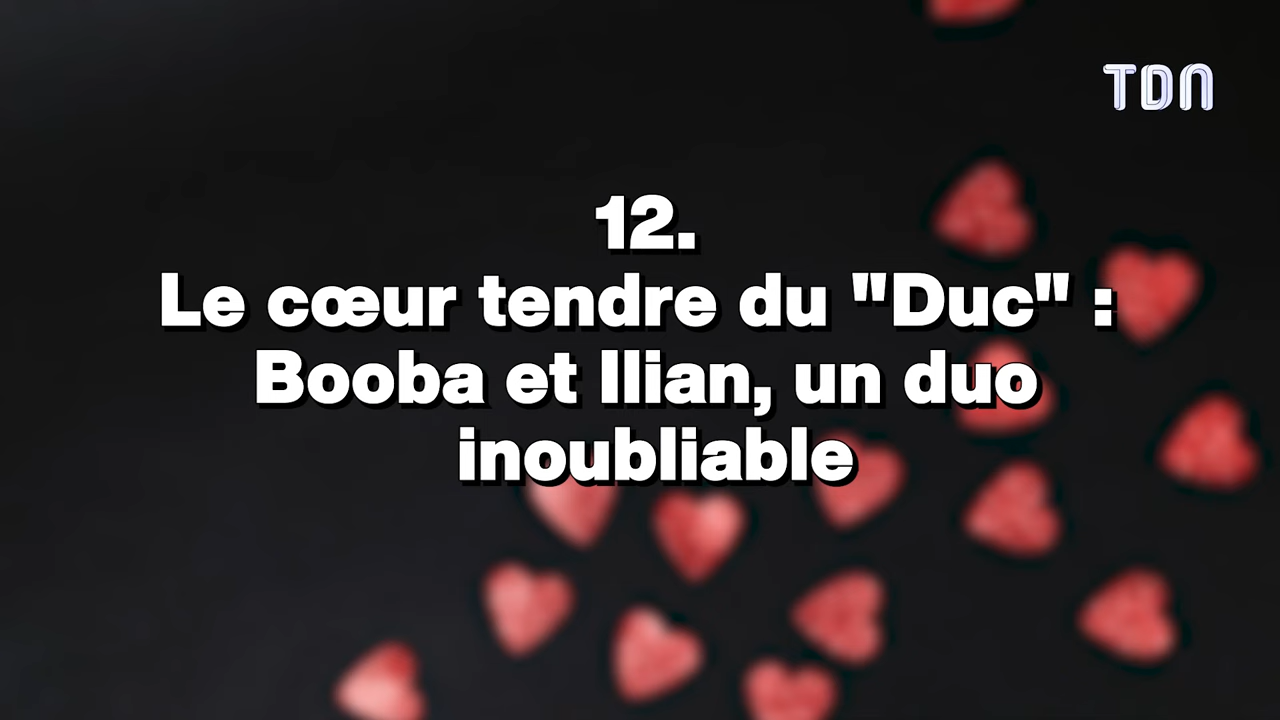 TDN
12.
Le cœur tendre du "Duc" :
Booba et Ilian, un duo
inoubliable